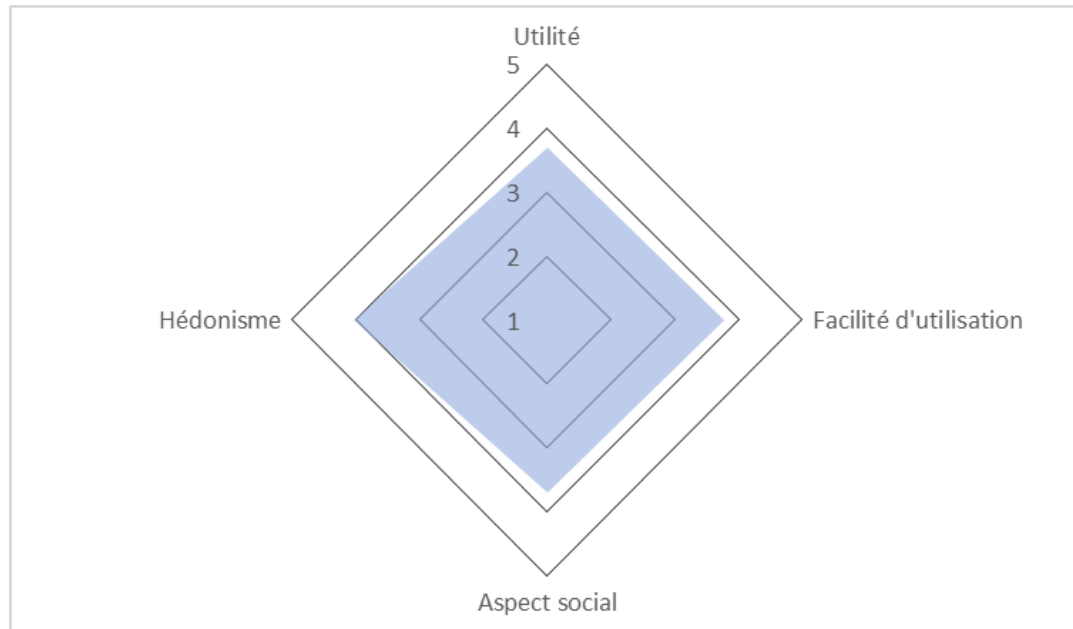 Utilité
5
4
3
2
1
Hédonisme
Facilité d'utilisation
Aspect social